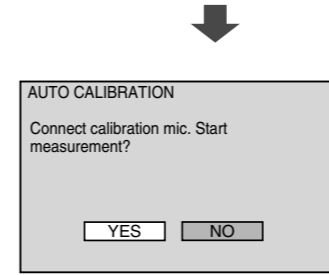 AUTO CALIBRATION
Connect calibration mic. Start
measurement?
YES NO